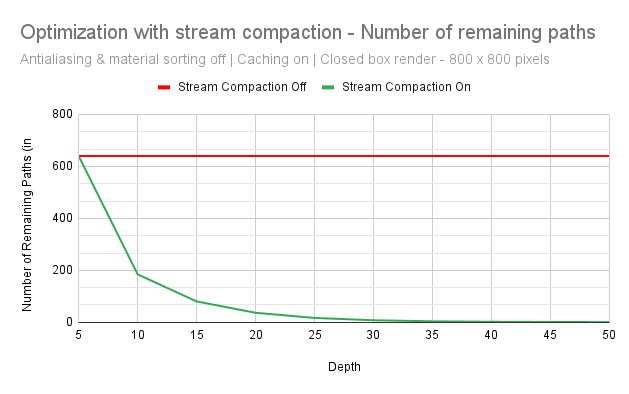 Optimization with stream compaction - Number of remaining paths
Antialiasing & material sorting off | Caching on | Closed box render - 800 x 800 pixels
Stream Compaction Off Stream Compaction On
Number of Remaining Paths (in
800
600
400
200
0
5 10 15 20 25 30 35 40 45 50
Depth